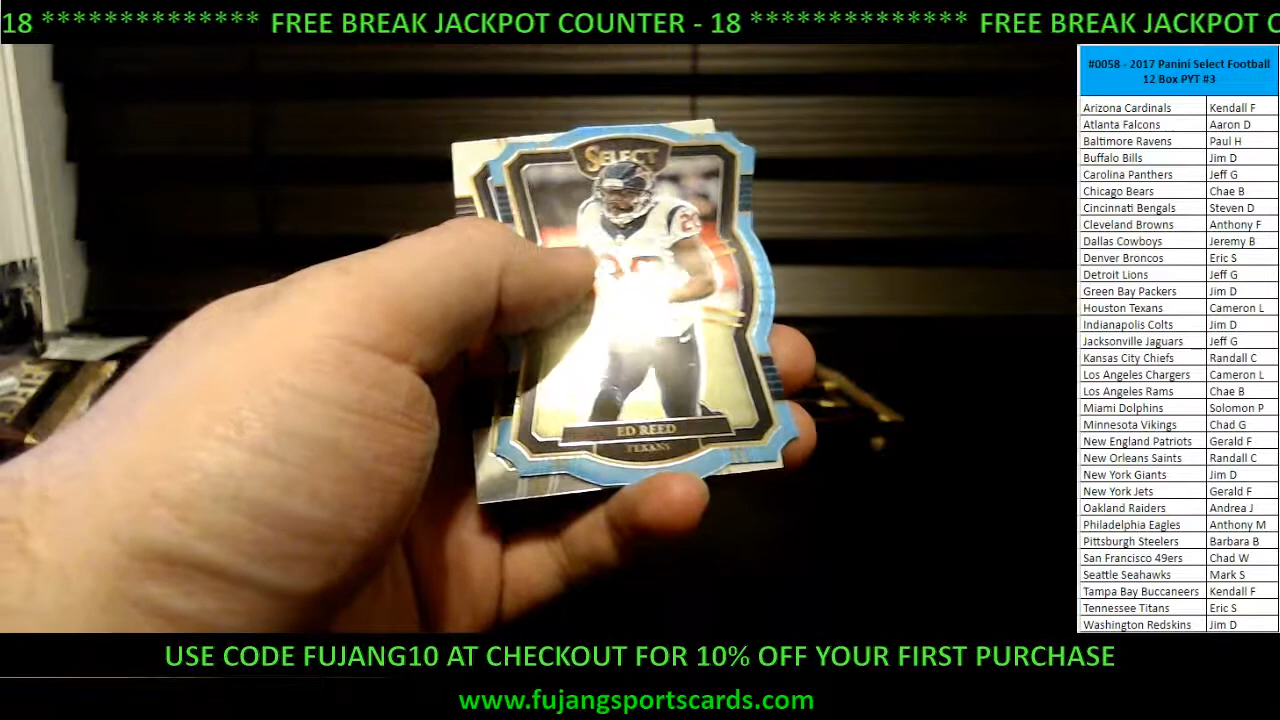 18 ************** FREE BREAK JACKPOT COUNTER - 18 ************** FREE BREAK JACKPOT C
#0058 - 2017 Panini Select Football
12 Box PYT #3
Arizona Cardinals Kendall F
Atlanta Falcons Aaron D
Baltimore Ravens Paul H
Buffalo Bills Jim D
Carolina Panthers Jeff G
Chicago Bears Chae B
Cincinnati Bengals Steven D
Cleveland Browns Anthony F
Dallas Cowboys Jeremy B
Denver Broncos Eric S
Detroit Lions Jeff G
Green Bay Packers Jim D
Houston Texans Cameron L
Indianapolis Colts Jim D
Jacksonville Jaguars Jeff G
Kansas City Chiefs Randall C
Los Angeles Chargers Cameron L
Los Angeles Rams Chae B
Miami Dolphins Solomon P
Minnesota Vikings Chad G
New England Patriots Gerald F
New Orleans Saints Randall C
New York Giants Jim D
New York Jets Gerald F
Oakland Raiders Andrea J
Philadelphia Eagles Anthony M
Pittsburgh Steelers Barbara B
San Francisco 49ers Chad W
Seattle Seahawks Mark S
Tampa Bay Buccaneers Kendall F
Tennessee Titans Eric S
Washington Redskins Jim D
SELECT
ED REED
TEXANS
USE CODE FUJANG10 AT CHECKOUT FOR 10% OFF YOUR FIRST PURCHASE
www.fujangsportscards.com